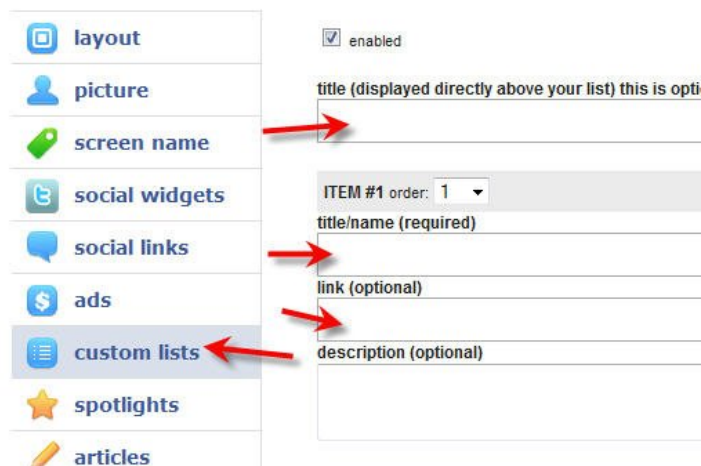 layout
picture
screen name
social widgets
social links
ads
custom lists
spotlights
articles
enabled
title (displayed directly above your list) this is opti
ITEM #1 order: 1
title/name (required)
link (optional)
description (optional)